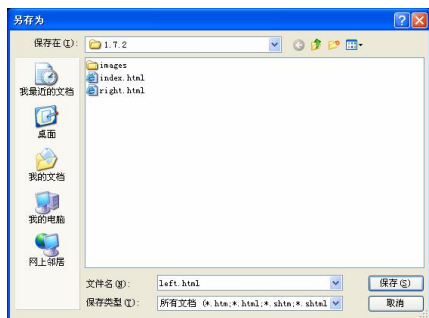 另存为
保存在(I):
1.7.2
images
index.html
right.html
我最近的文档
桌面
我的文档
我的电脑
网上邻居
文件名(N):
left.html
保存(S)
保存类型(T):
所有文档 (*.htm;*.html;*.shtm;*.shtml
取消